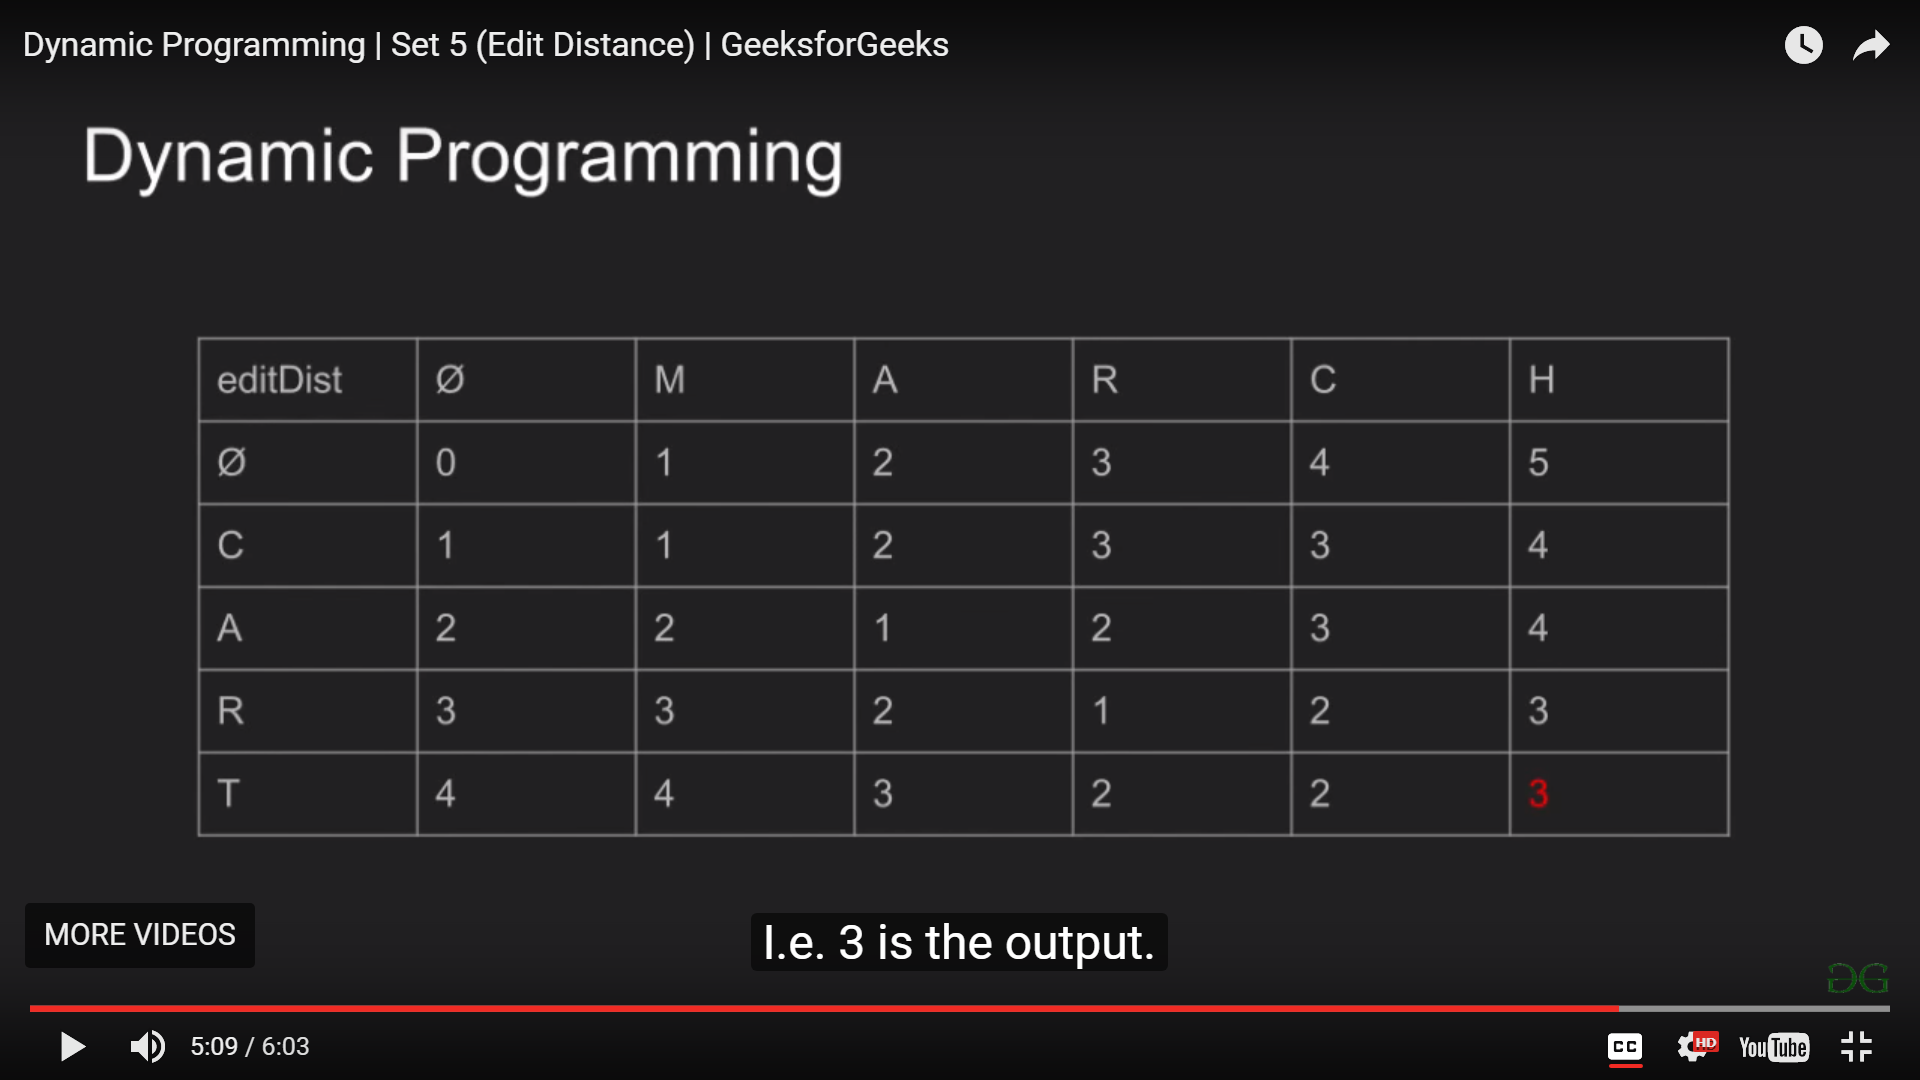 Dynamic Programming | Set 5 (Edit Distance) | GeeksforGeeks
Dynamic Programming
editDist Ø M A R C H
Ø 0 1 2 3 4 5
C 1 1 2 3 3 4
A 2 2 1 2 3 4
R 3 3 2 1 2 3
T 4 4 3 2 2 3
MORE VIDEOS
I.e. 3 is the output.
5:09 / 6:03
CC
HD
YouTube